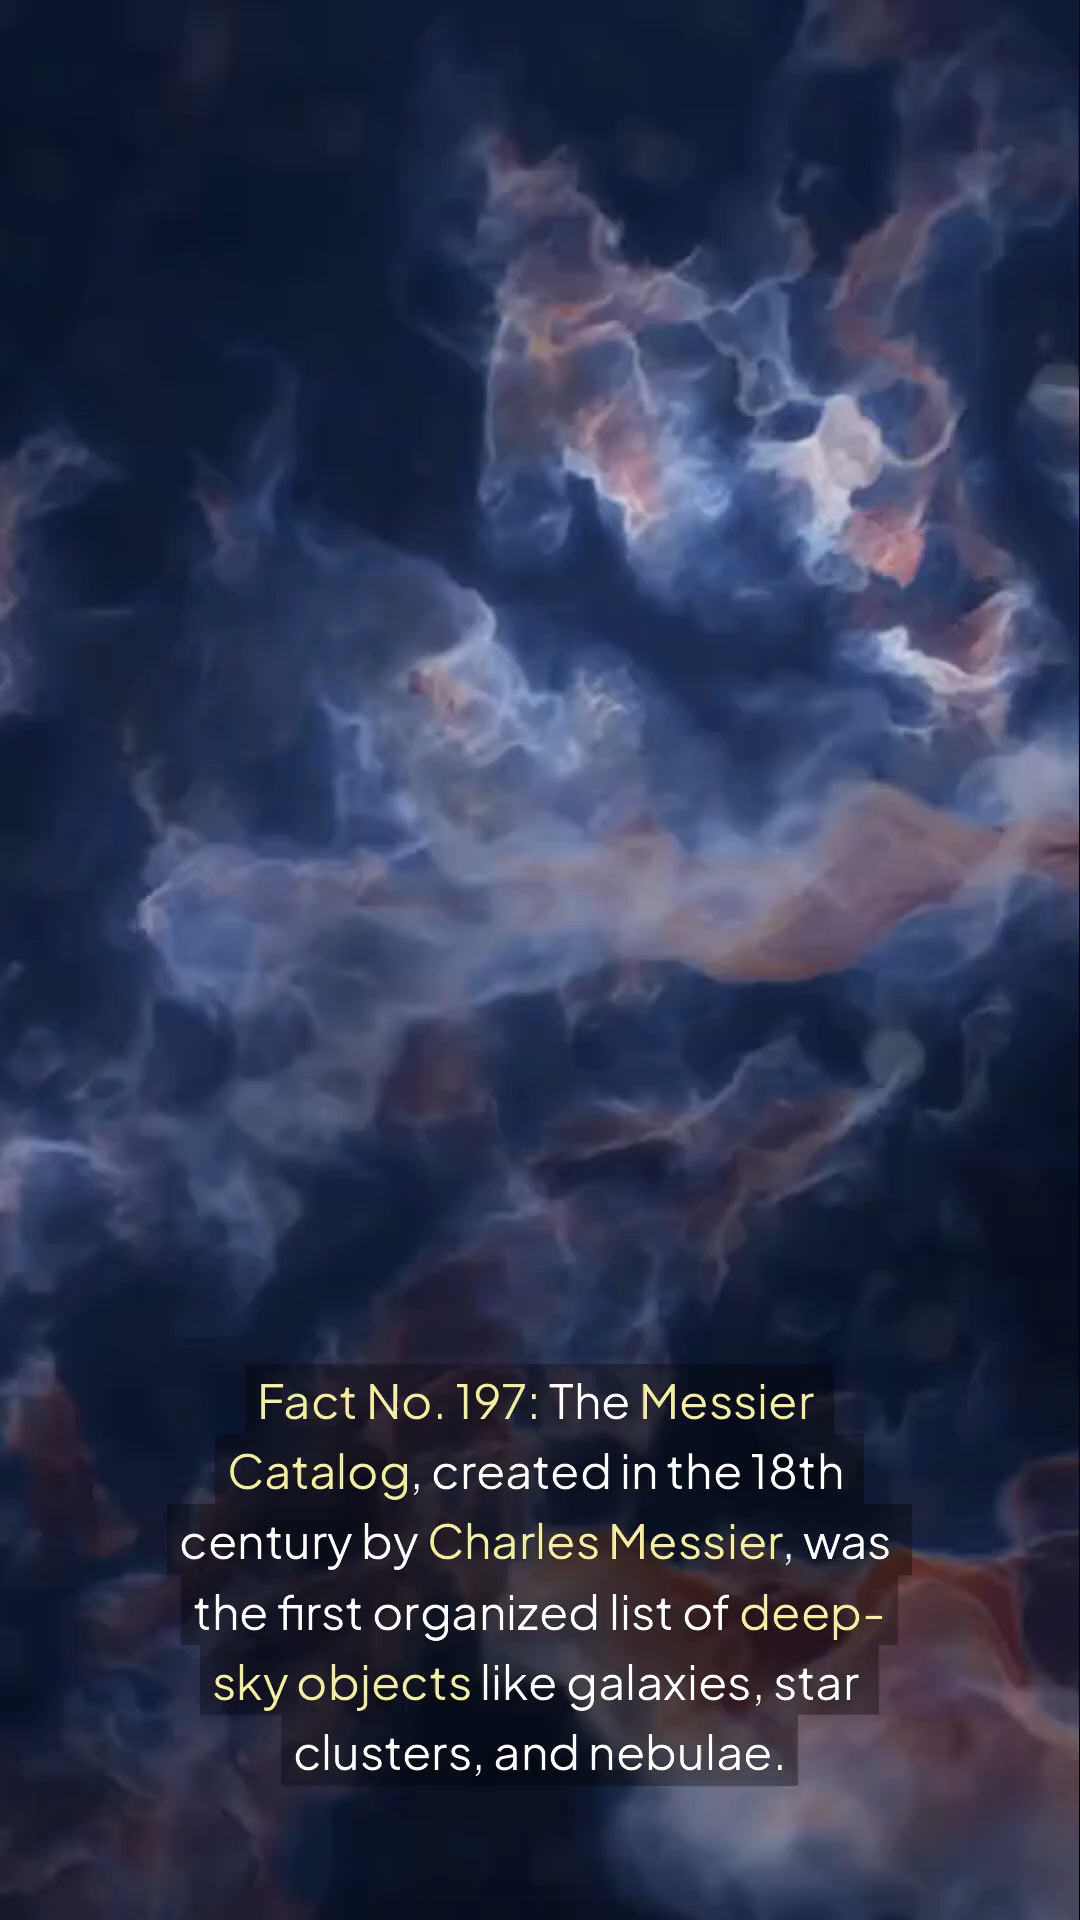 Fact No. 197: The Messier
Catalog, created in the 18th
century by Charles Messier, was
the first organized list of deep-
sky objects like galaxies, star
clusters, and nebulae.